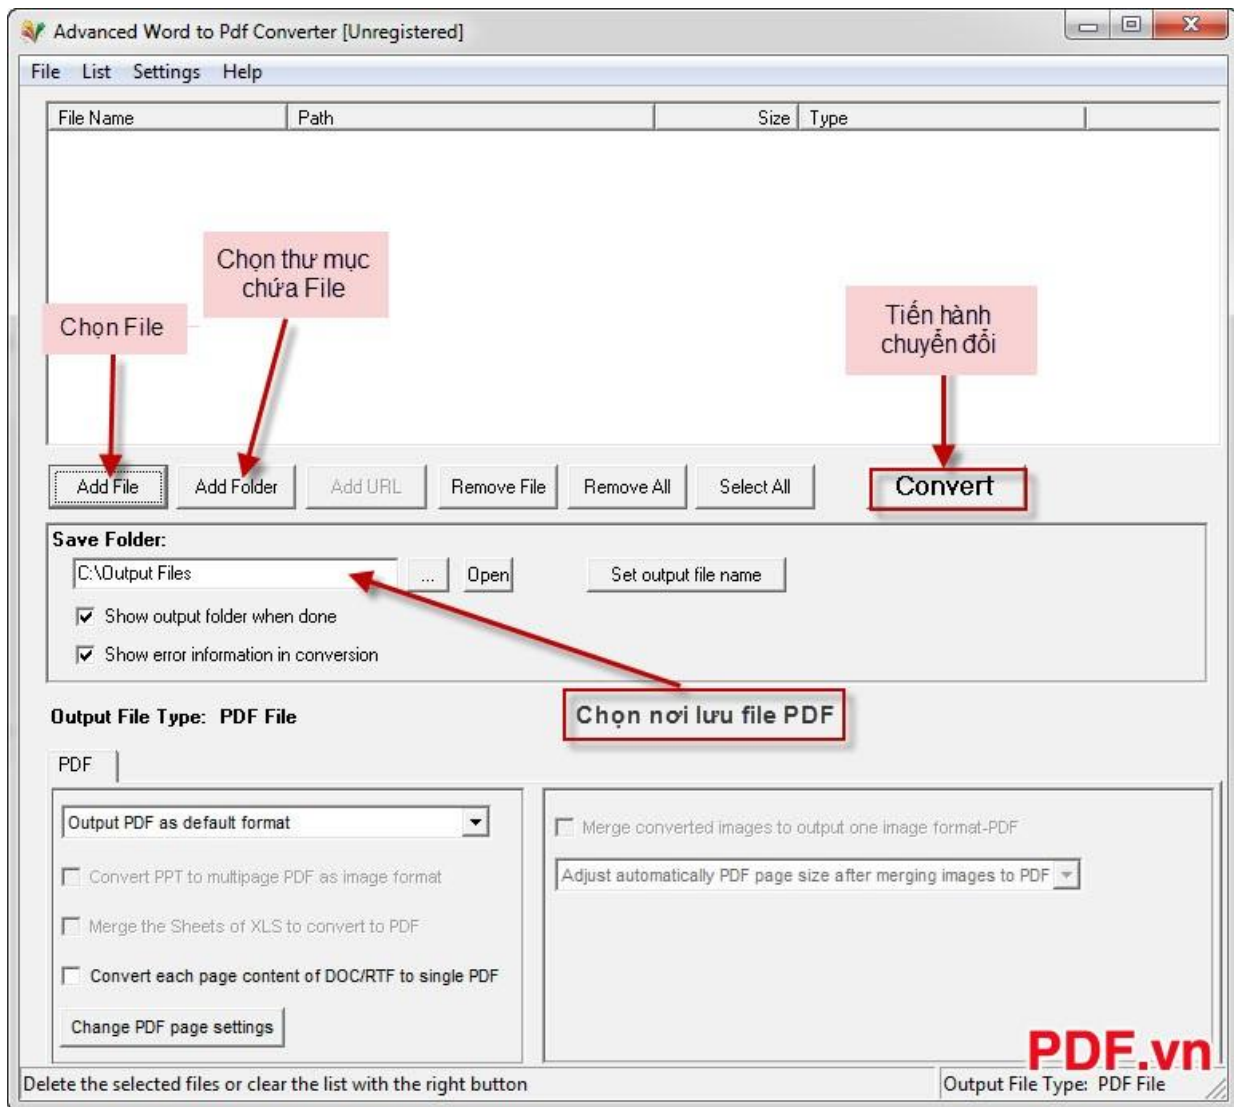 Advanced Word to Pdf Converter [Unregistered]
File List Settings Help
File Name Path Size Type
Chọn thư mục
chứa File
Chọn File
Tiến hành
chuyển đổi
Add File Add Folder Add URL Remove File Remove All Select All Convert
Save Folder:
C:\Output Files ... Open Set output file name
Show output folder when done
Show error information in conversion
Chọn nơi lưu file PDF
Output File Type: PDF File
PDF
Output PDF as default format
Convert PPT to multipage PDF as image format
Merge the Sheets of XLS to convert to PDF
Convert each page content of DOC/RTF to single PDF
Change PDF page settings
Merge converted images to output one image format-PDF
Adjust automatically PDF page size after merging images to PDF
PDF.vn
Delete the selected files or clear the list with the right button
Output File Type: PDF File